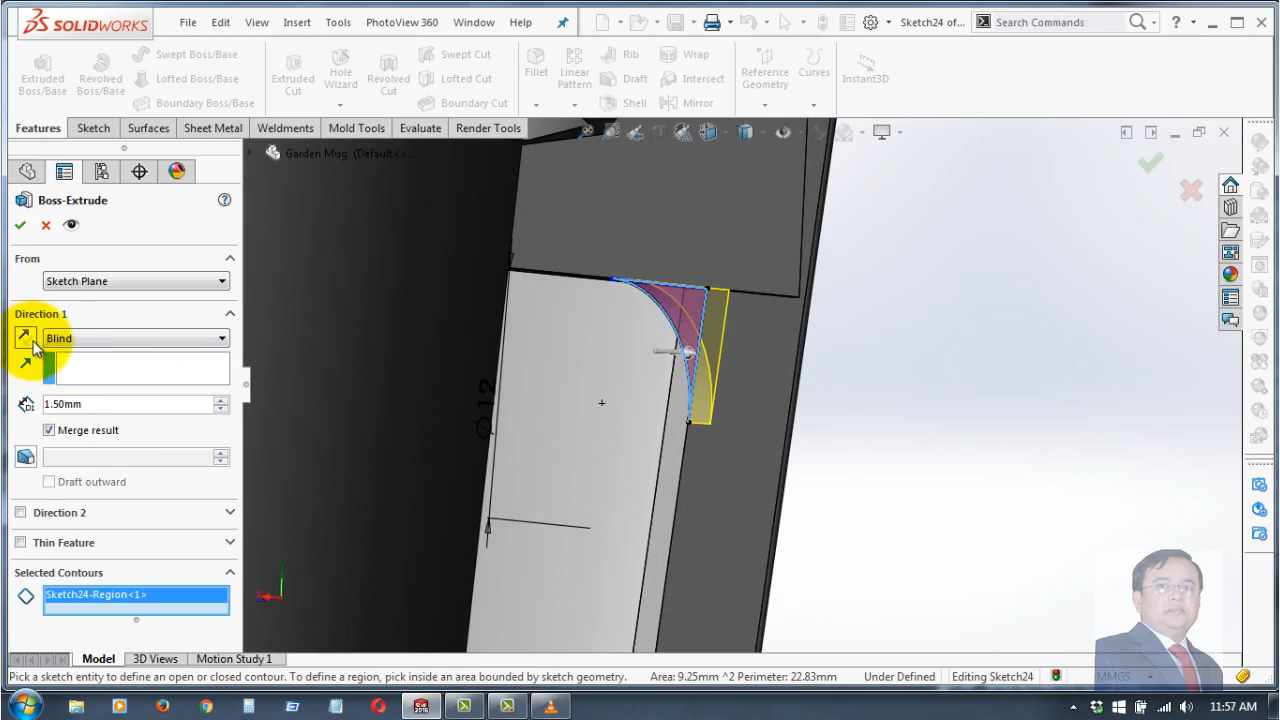 SOLIDWORKS File Edit View Insert Tools PhotoView 360 Window Help Sketch24 of... Search Commands ?
Extruded Boss/Base
Revolved Boss/Base
Swept Boss/Base
Lofted Boss/Base
Boundary Boss/Base
Extruded Cut
Hole Wizard
Revolved Cut
Swept Cut
Lofted Cut
Boundary Cut
Fillet
Linear Pattern
Rib
Draft
Shell
Wrap
Intersect
Mirror
Reference Geometry
Curves
Instant3D
Features Sketch Surfaces Sheet Metal Weldments Mold Tools Evaluate Render Tools
Garden Mug (Default<<...
Boss-Extrude
From
Sketch Plane
Direction 1
Blind
D1
1.50mm
Merge result
Draft outward
Direction 2
Thin Feature
Selected Contours
Sketch24-Region<1>
Ø12
Model 3D Views Motion Study 1
Pick a sketch entity to define an open or closed contour. To define a region, pick inside an area bounded by sketch geometry. Area: 9.25mm ^2 Perimeter: 22.83mm Under Defined Editing Sketch24 MMGS
11:57 AM